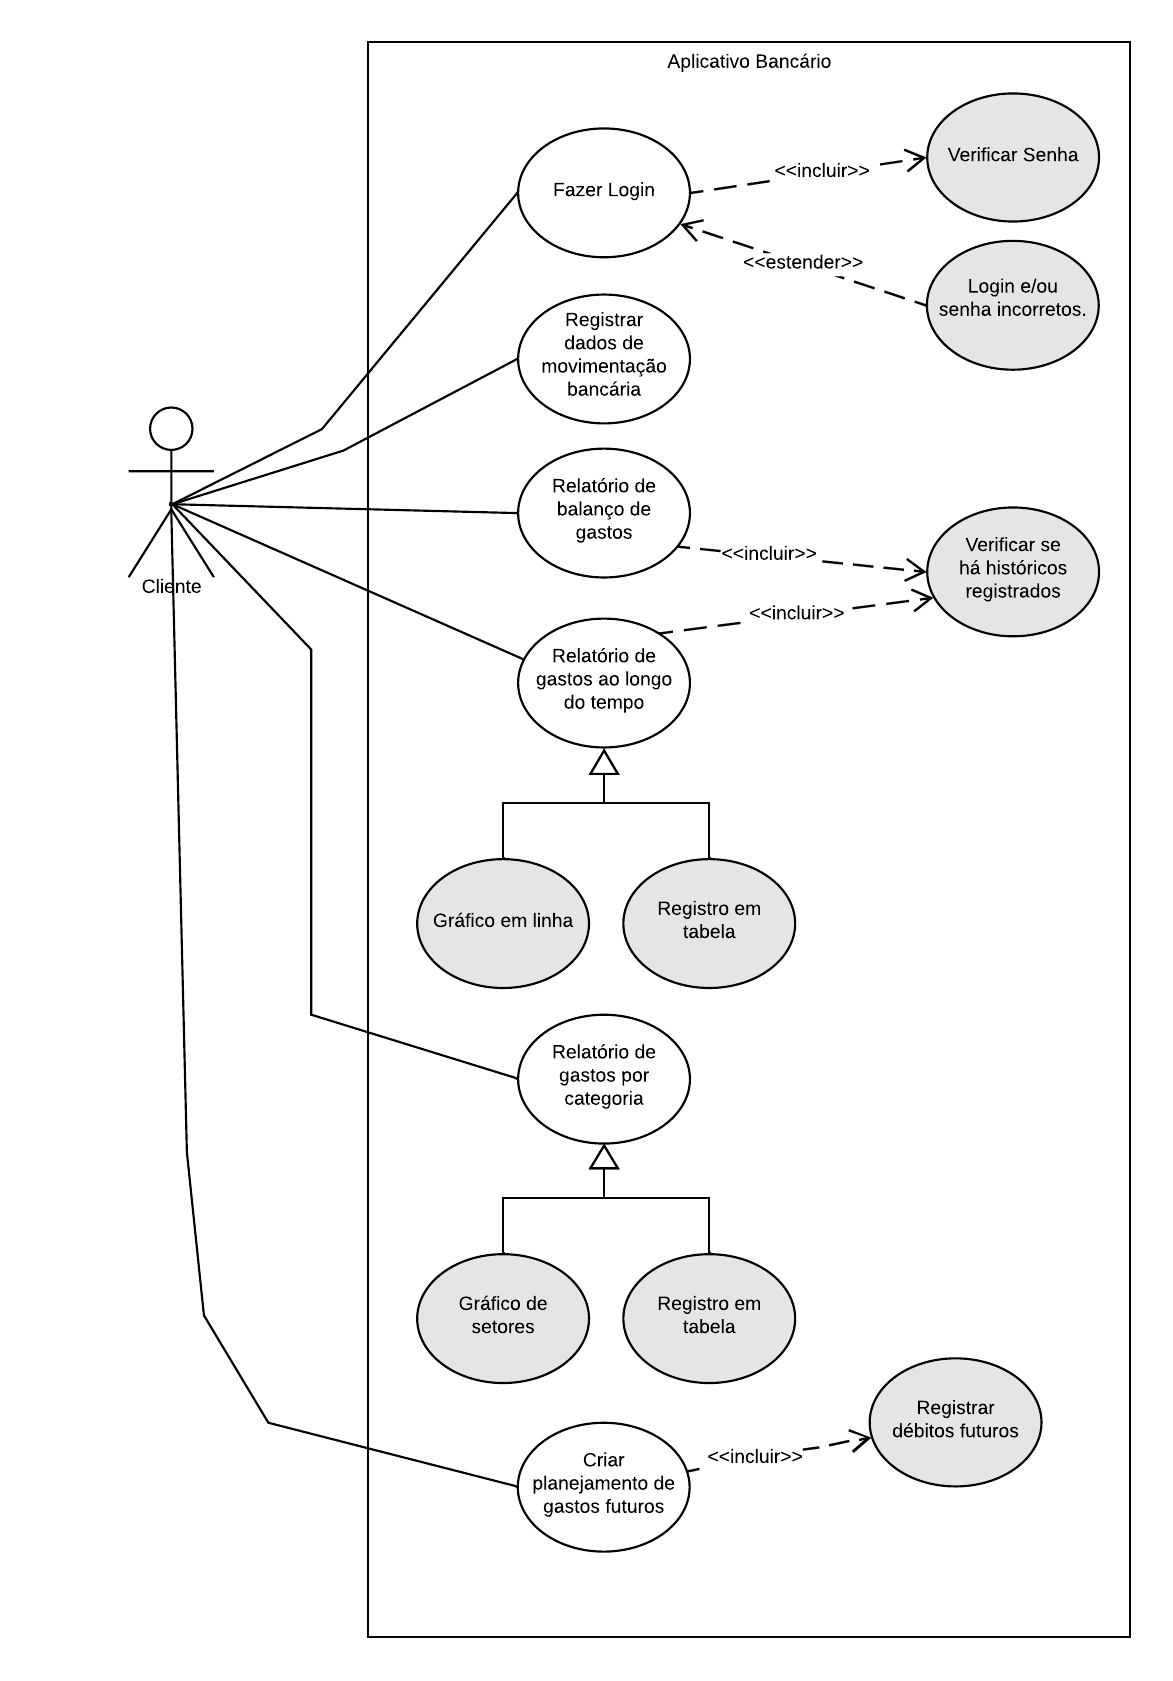 Aplicativo Bancário
Verificar Senha
<<incluir>>
Fazer Login
<<estender>>
Login e/ou
senha incorretos.
Registrar
dados de
movimentação
bancária
Cliente
Relatório de
balanço de
gastos
<<incluir>>
Verificar se
há históricos
registrados
<<incluir>>
Relatório de
gastos ao longo
do tempo
Gráfico em linha
Registro em
tabela
Relatório de
gastos por
categoria
Gráfico de
setores
Registro em
tabela
Registrar
débitos futuros
<<incluir>>
Criar
planejamento de
gastos futuros